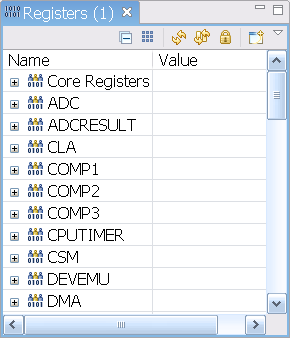 Registers (1)
Name Value
Core Registers
ADC
ADCRESULT
CLA
COMP1
COMP2
COMP3
CPUTIMER
CSM
DEVEMU
DMA